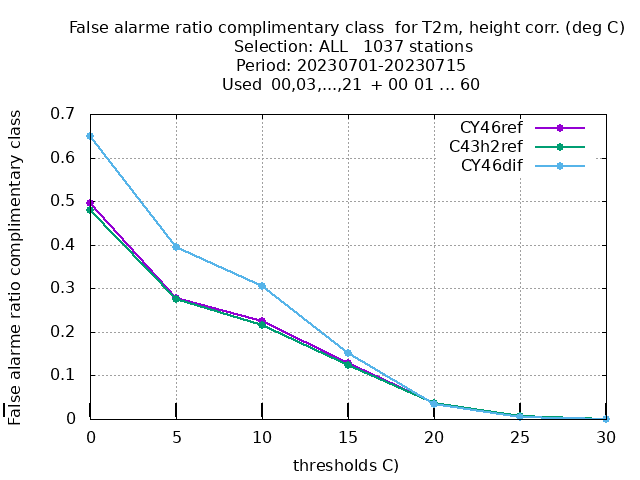 False alarme ratio complimentary class  for T2m, height corr. (deg C)
Selection: ALL   1037 stations
Period: 20230701-20230715
Used  00,03,...,21  + 00 01 ... 60
CY46ref
C43h2ref
CY46dif
False alarme ratio complimentary class
0.7
0.6
0.5
0.4
0.3
0.2
0.1
0
0 5 10 15 20 25 30
thresholds C)